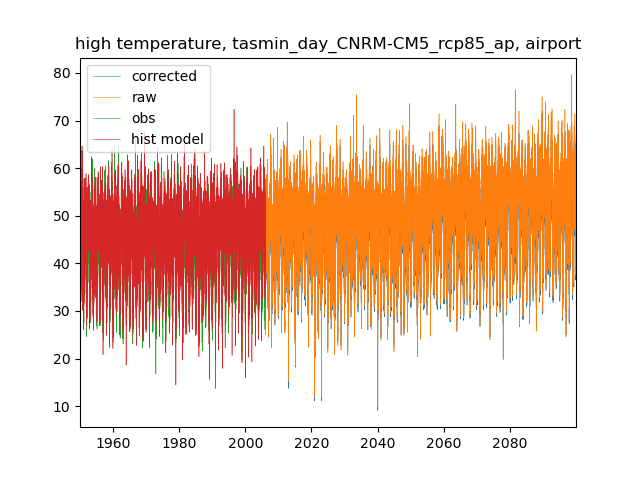 high temperature, tasmin_day_CNRM-CM5_rcp85_ap, airport
corrected
raw
obs
hist model
80
70
60
50
40
30
20
10
1960 1980 2000 2020 2040 2060 2080